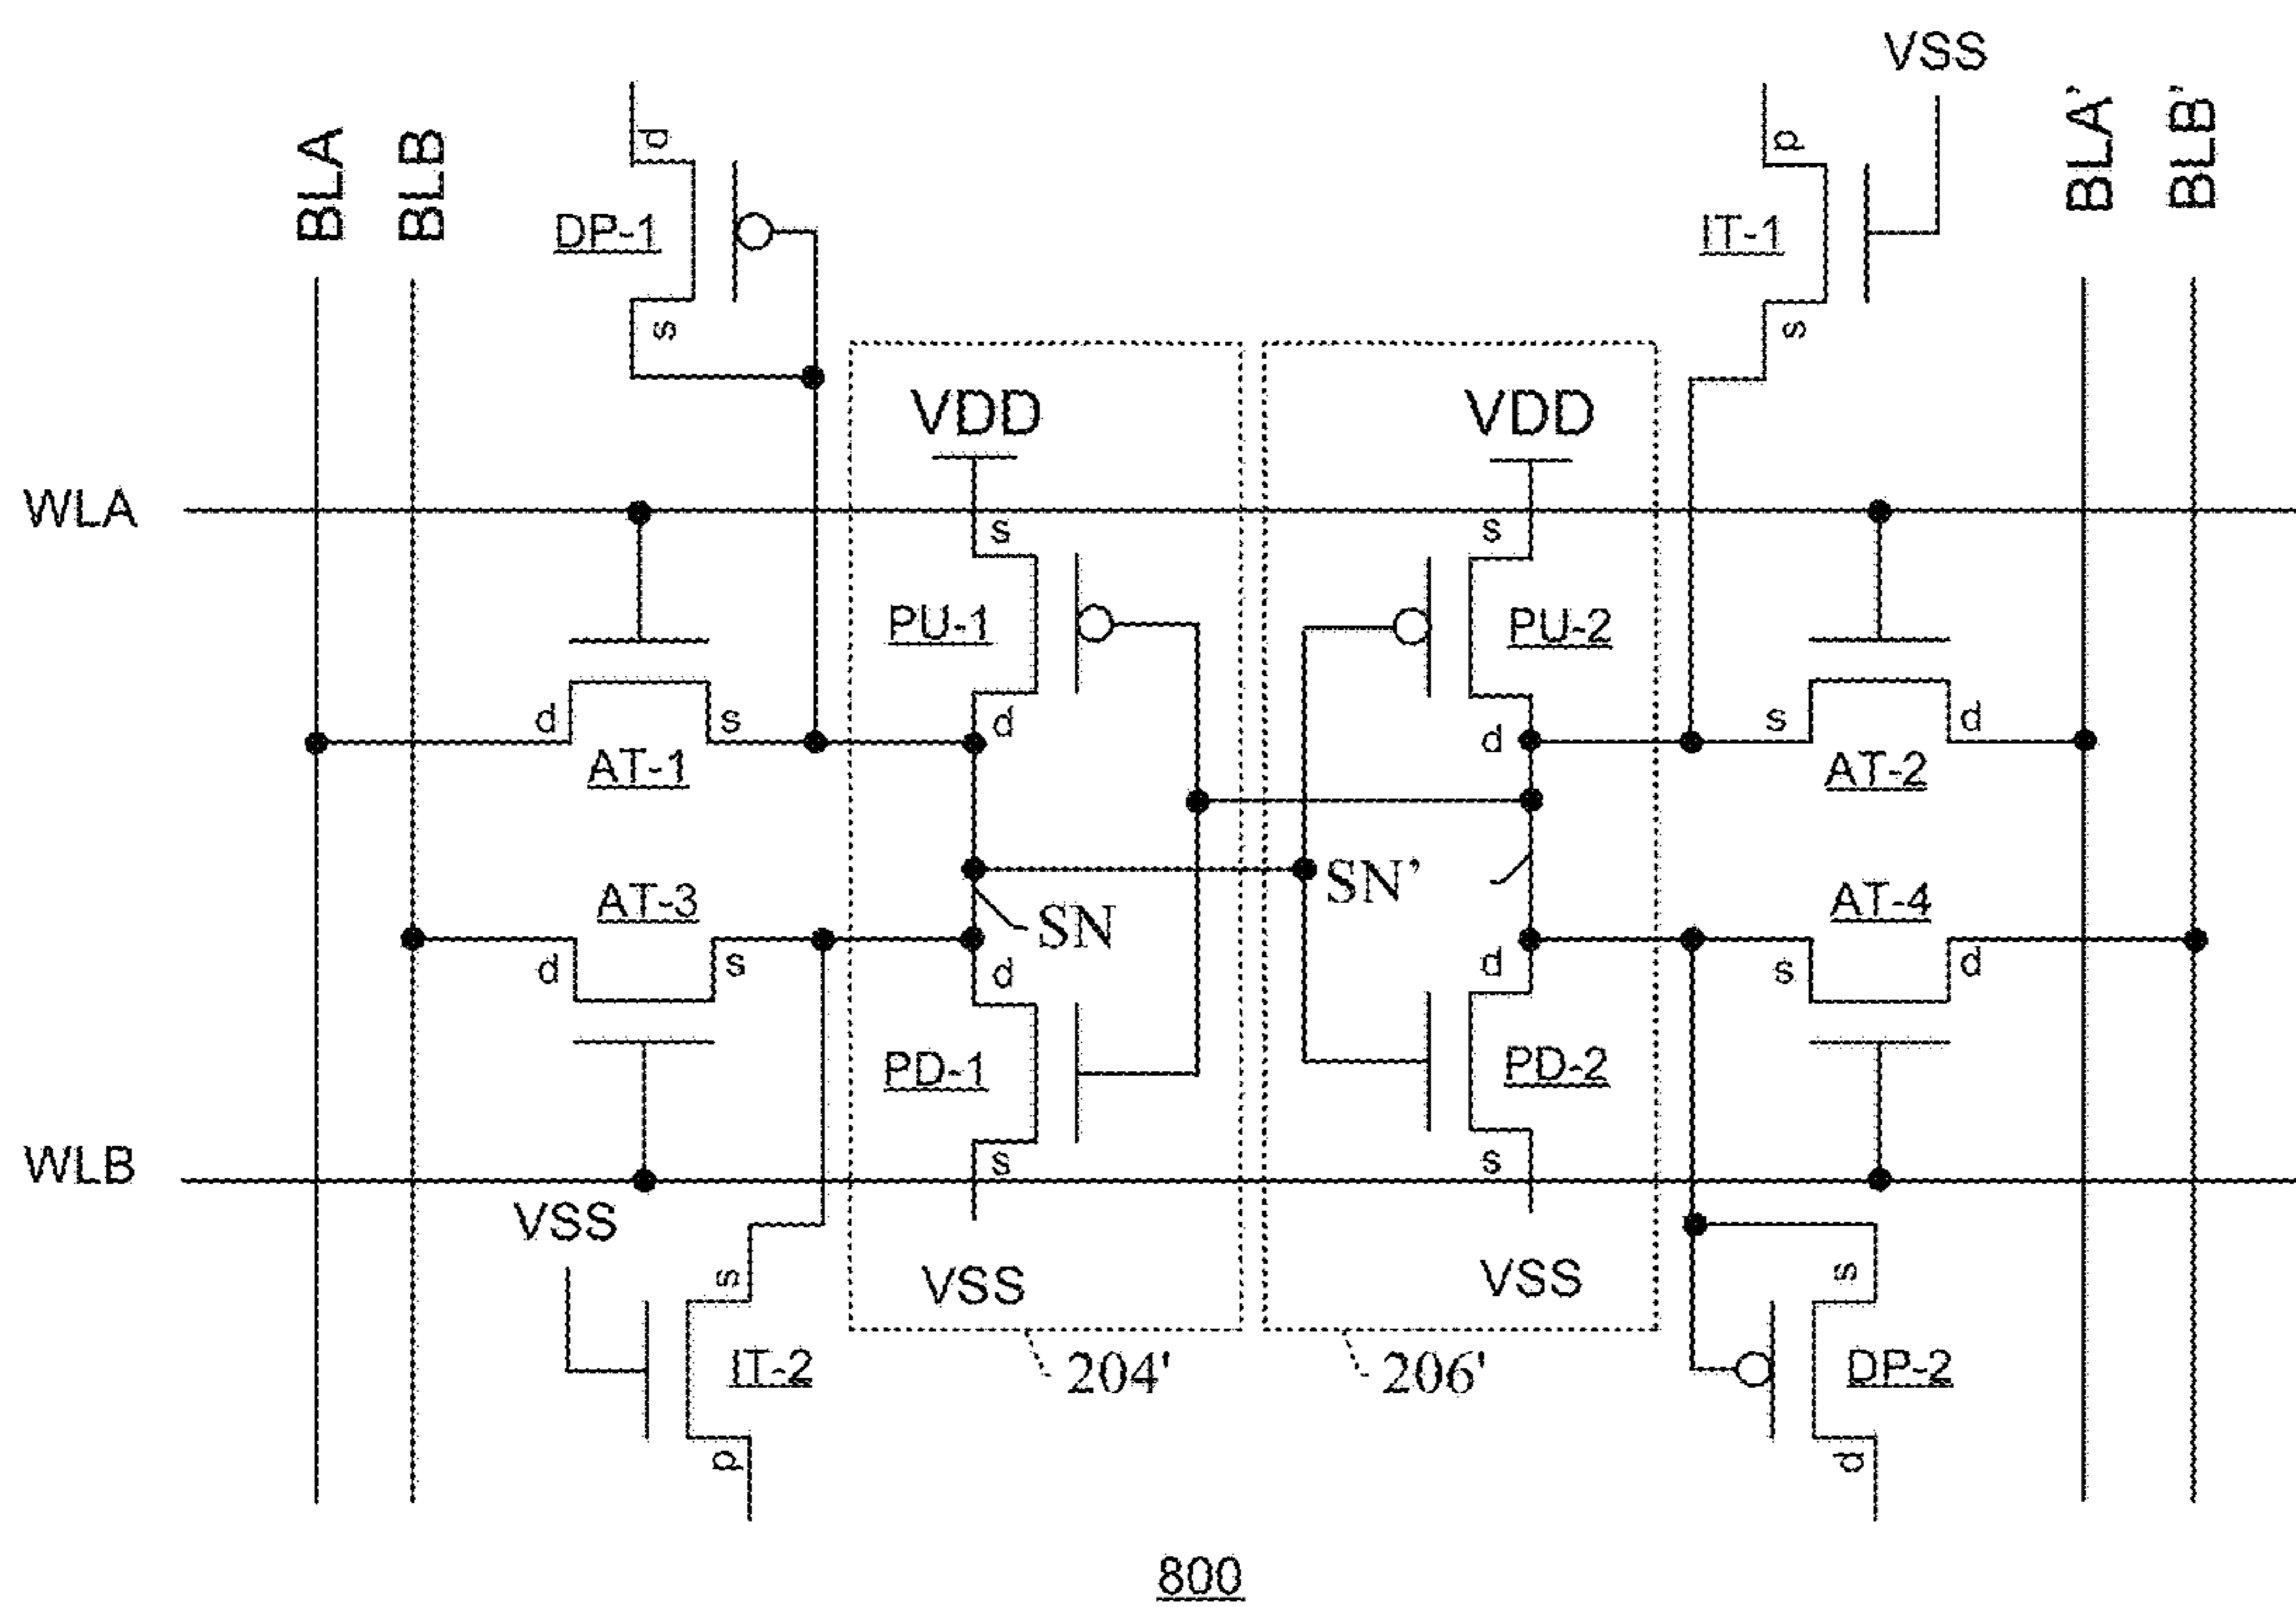 VSS
BLA
BLB
BLA'
BLB'
d
d
DP-1
IT-1
s
s
VDD
VDD
WLA
s
s
PU-1
PU-2
d
s
d
d
s
d
AT-1
AT-2
SN'
AT-3
SN
AT-4
d
s
d
d
s
d
PD-1
PD-2
WLB
s
s
VSS
VSS
VSS
s
s
IT-2
204'
206'
DP-2
d
d
800